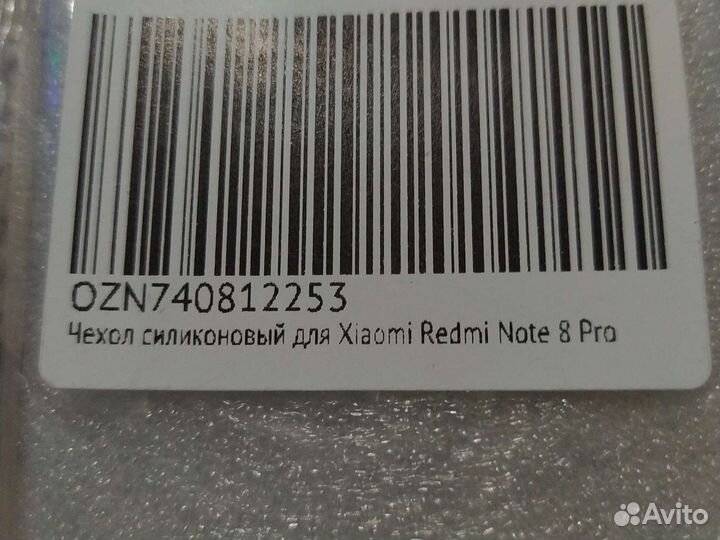 OZN740812253
Чехол силиконовый для Xiaomi Redmi Note 8 Pro
Avito